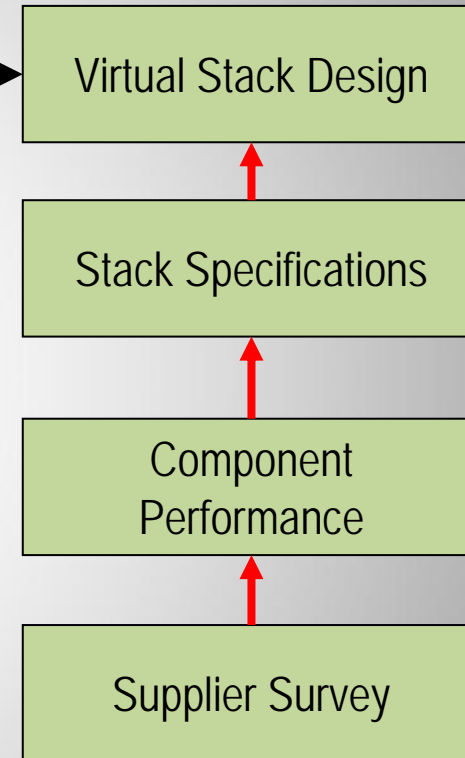 Virtual Stack Design
Stack Specifications
Component
Performance
Supplier Survey